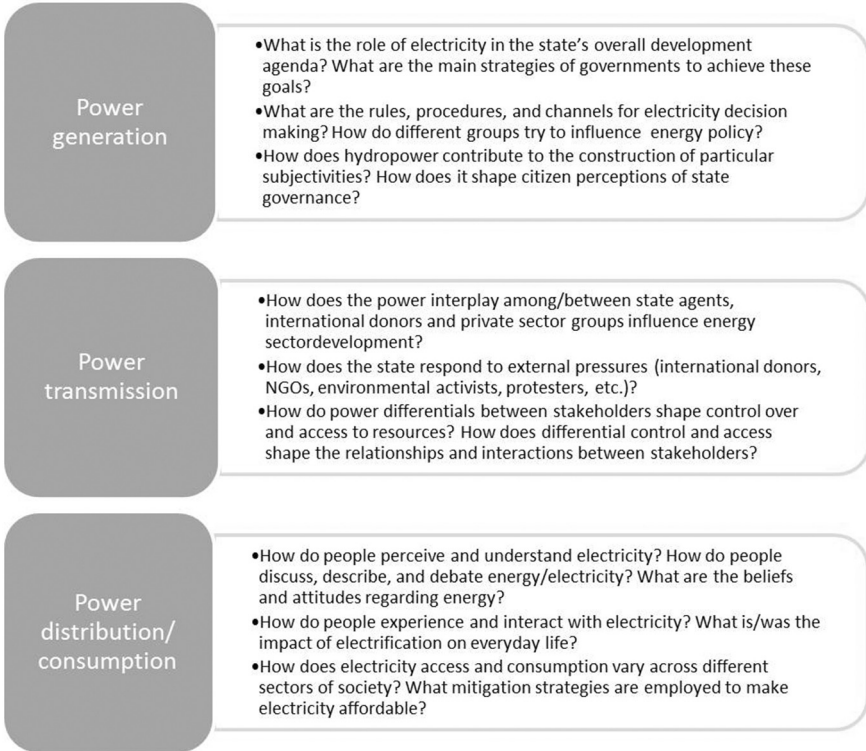 Power
generation
•What is the role of electricity in the state's overall development
agenda? What are the main strategies of governments to achieve these
goals?
•What are the rules, procedures, and channels for electricity decision
making? How do different groups try to influence energy policy?
•How does hydropower contribute to the construction of particular
subjectivities? How does it shape citizen perceptions of state
governance?
Power
transmission
•How does the power interplay among/between state agents,
international donors and private sector groups influence energy
sectordevelopment?
•How does the state respond to external pressures (international donors,
NGOs, environmental activists, protesters, etc.)?
•How do power differentials between stakeholders shape control over
and access to resources? How does differential control and access
shape the relationships and interactions between stakeholders?
Power
distribution/
consumption
•How do people perceive and understand electricity? How do people
discuss, describe, and debate energy/electricity? What are the beliefs
and attitudes regarding energy?
•How do people experience and interact with electricity? What is/was the
impact of electrification on everyday life?
•How does electricity access and consumption vary across different
sectors of society? What mitigation strategies are employed to make
electricity affordable?